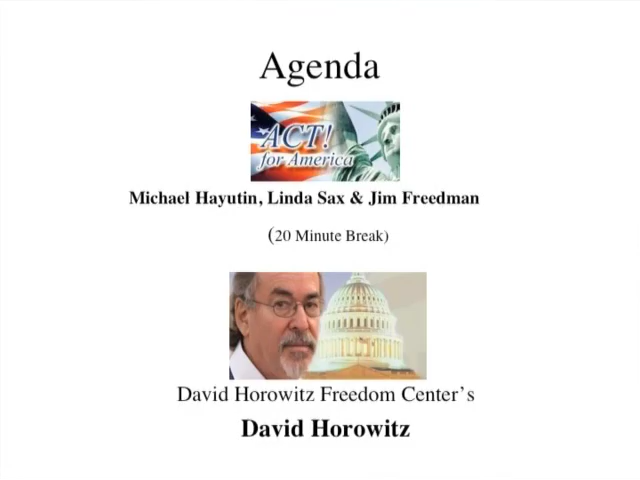 Agenda
ACT!
for America
Michael Hayutin, Linda Sax & Jim Freedman
(20 Minute Break)
David Horowitz Freedom Center's
David Horowitz